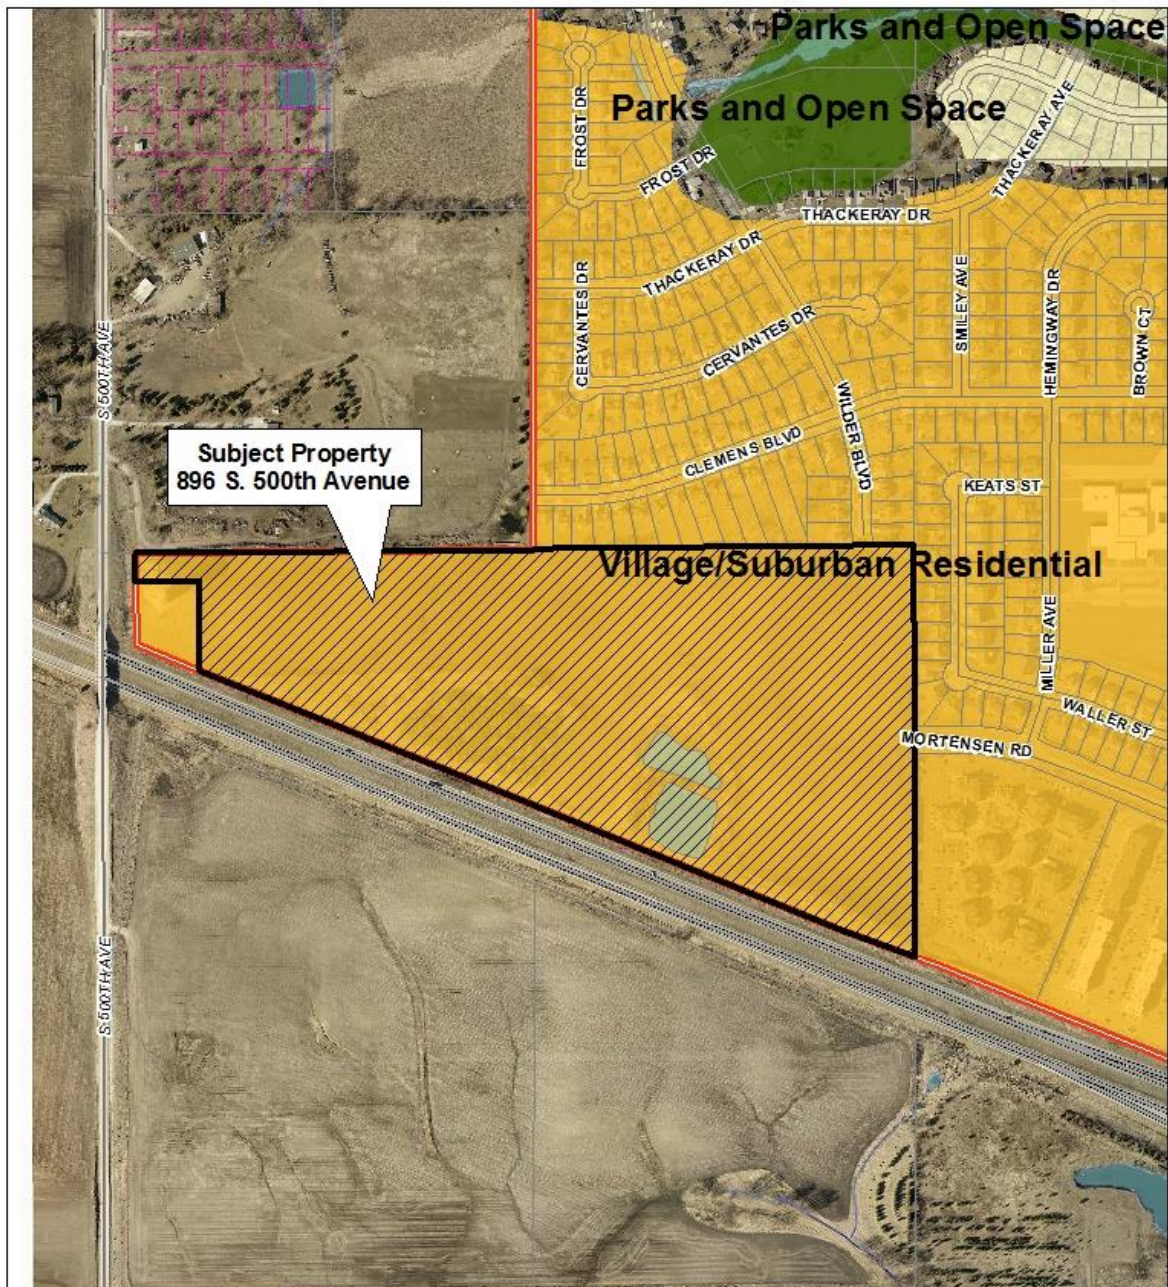 Parks and Open Space
Parks and Open Space
FROST DR
FROST DR
THACKERAY AVE
THACKERAY DR
THACKERAY DR
CERVANTES DR
CERVANTES DR
SMILEY AVE
HEMINGWAY DR
BROWN CT
S 500TH AVE
WILDER BLVD
CLEMENS BLVD
Subject Property
896 S. 500th Avenue
KEATS ST
Village/Suburban Residential
MILLER AVE
WALLER ST
MORTENSEN RD
S 500TH AVE